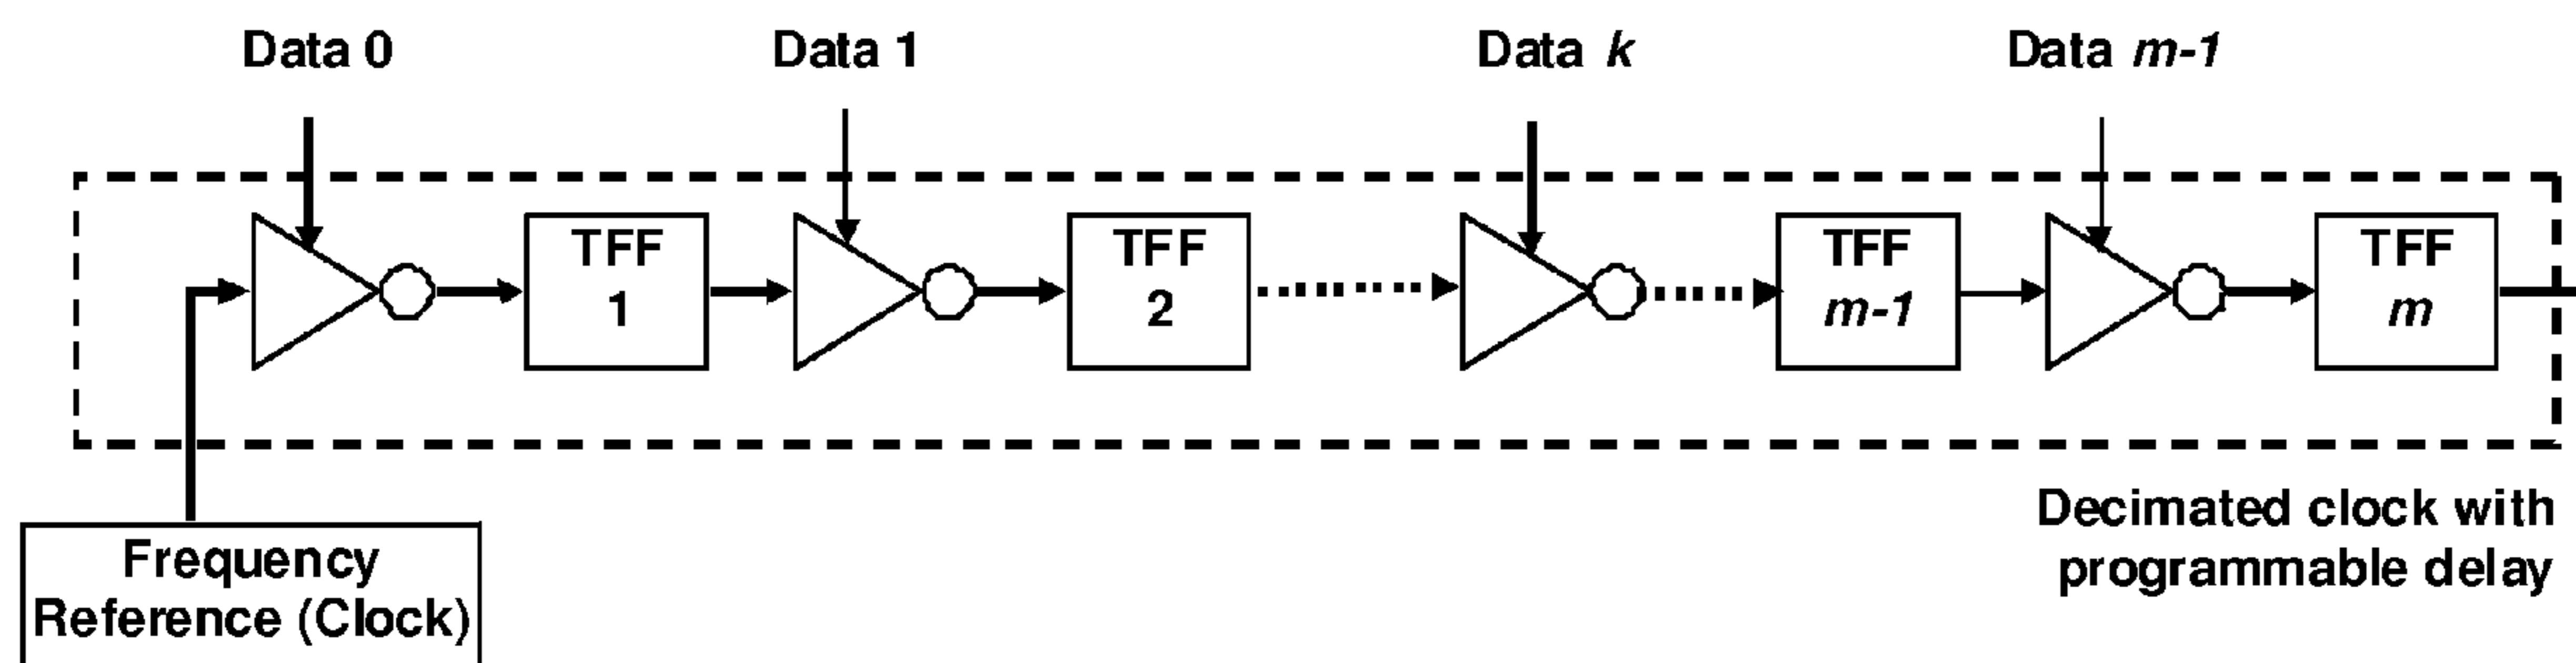 Data 0
Data 1
Data k
Data m-1
TFF
1
TFF
2
TFF
m-1
TFF
m
Decimated clock with
programmable delay
Frequency
Reference (Clock)